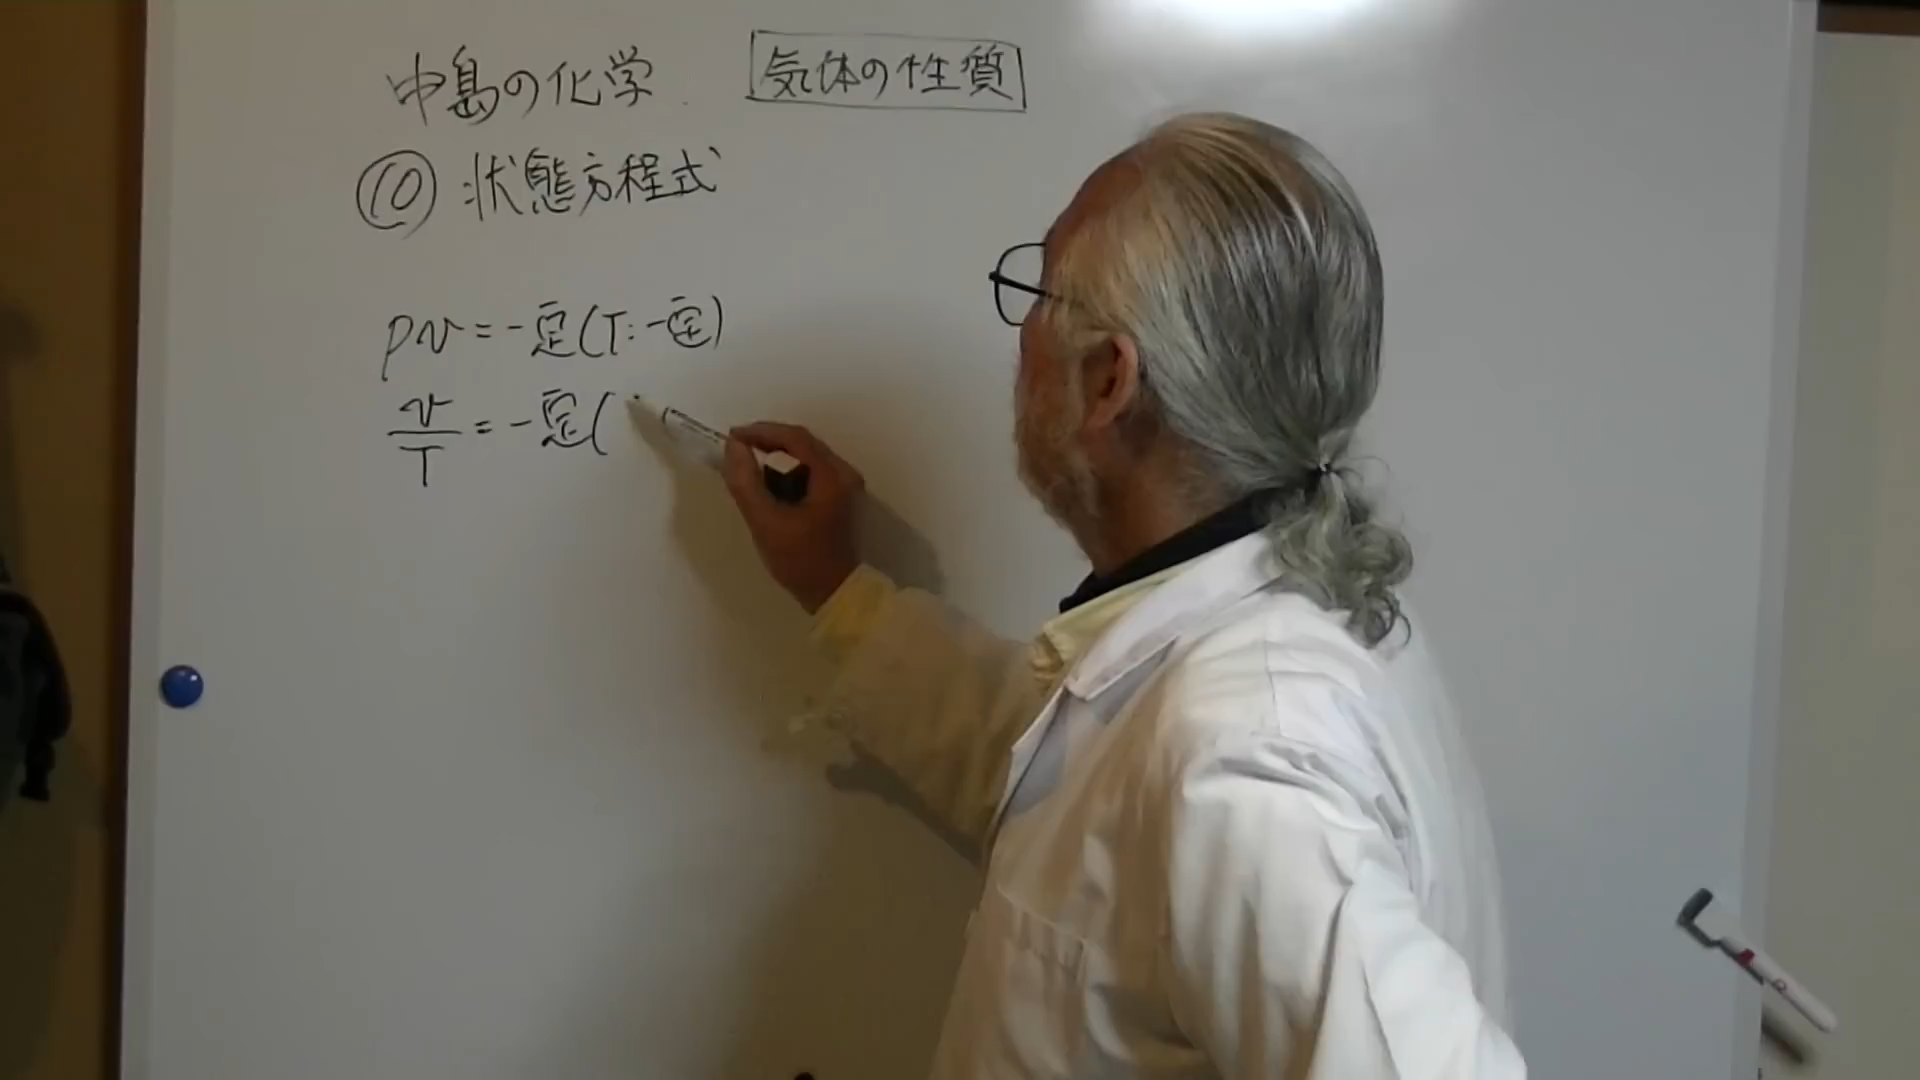 中島の化学 気体の性質
⑩ 状態方程式
pv = 一定(T:一定)
v/T = 一定(